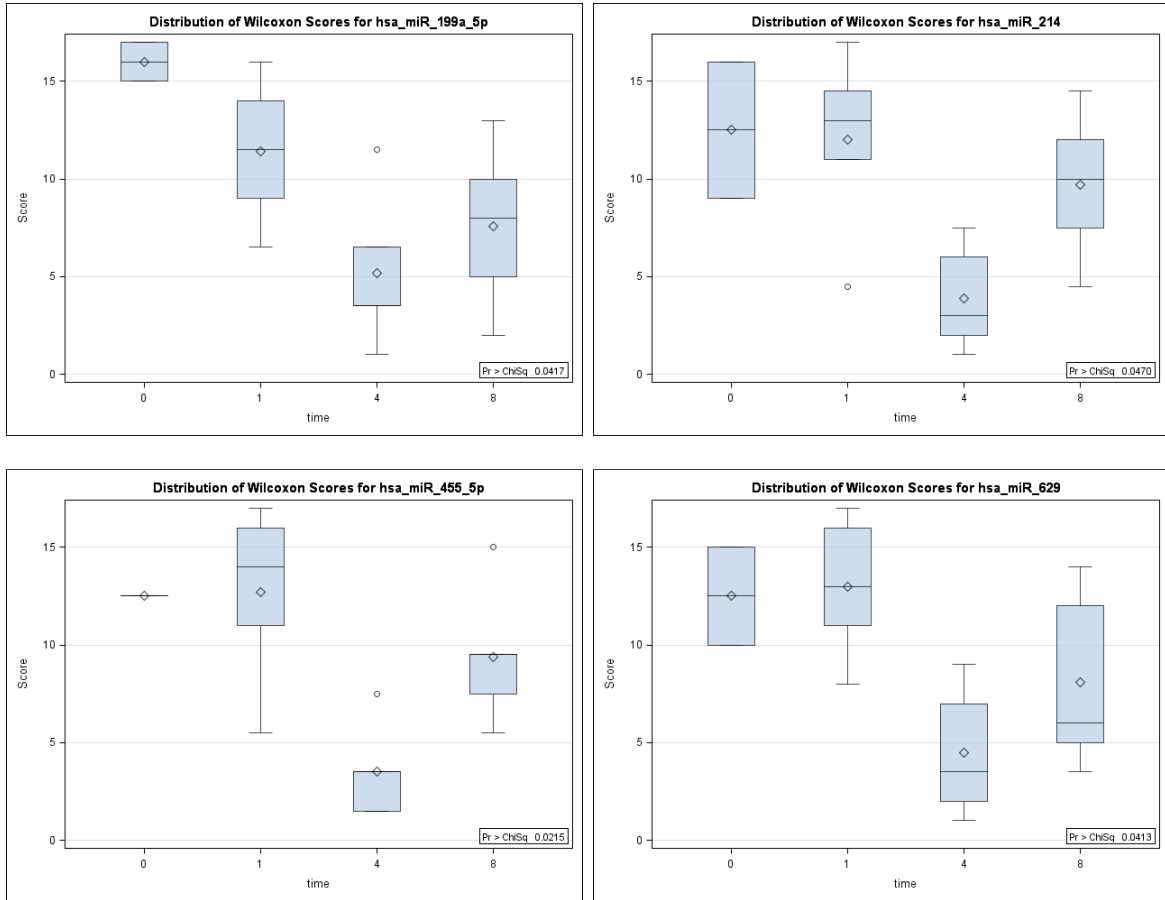 Distribution of Wilcoxon Scores for hsa_miR_199a_5p
15
10
5
0
Score
Pr > ChiSq 0.0417
0 1 4 8
time
Distribution of Wilcoxon Scores for hsa_miR_214
15
10
5
0
Score
Pr > ChiSq 0.0470
0 1 4 8
time
Distribution of Wilcoxon Scores for hsa_miR_455_5p
15
10
5
0
Score
Pr > ChiSq 0.0215
0 1 4 8
time
Distribution of Wilcoxon Scores for hsa_miR_629
15
10
5
0
Score
Pr > ChiSq 0.0413
0 1 4 8
time